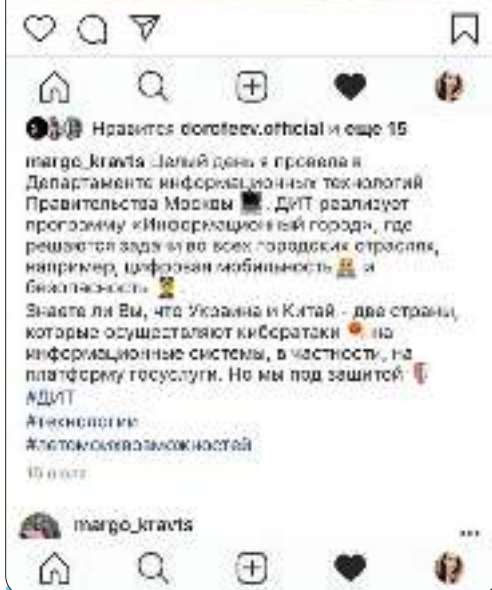 Нравится dorofeev.official и еще 15
margo_kravts Целый день я провела в
Департаменте информационных технологий
Правительства Москвы . ДИТ реализует
программу «Информационный город», где
решаются задачи во всех городских отраслях,
например, цифровая мобильность и
безопасность .
Знаете ли Вы, что Украина и Китай - две страны,
которые осуществляют кибератаки на
информационные системы, в частности, на
платформу госуслуги. Но мы под защитой
#ДИТ
#технологии
#летомоихвозможностей
margo_kravts